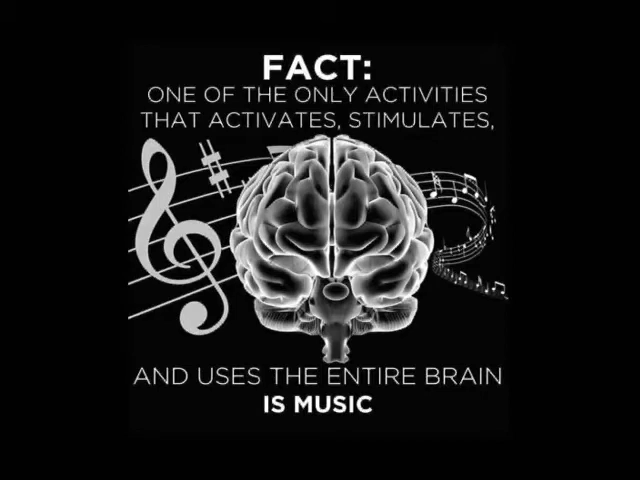 FACT:
ONE OF THE ONLY ACTIVITIES
THAT ACTIVATES, STIMULATES,
AND USES THE ENTIRE BRAIN
IS MUSIC